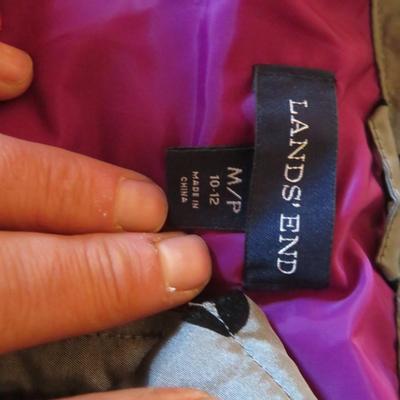 LANDS' END
M/P
10-12
MADE IN
CHINA